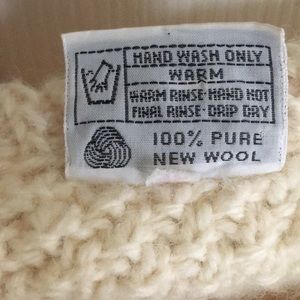 HAND WASH ONLY
WARM
WARM RINSE·HAND HOT
FINAL RINSE·DRIP DRY
100% PURE
NEW WOOL